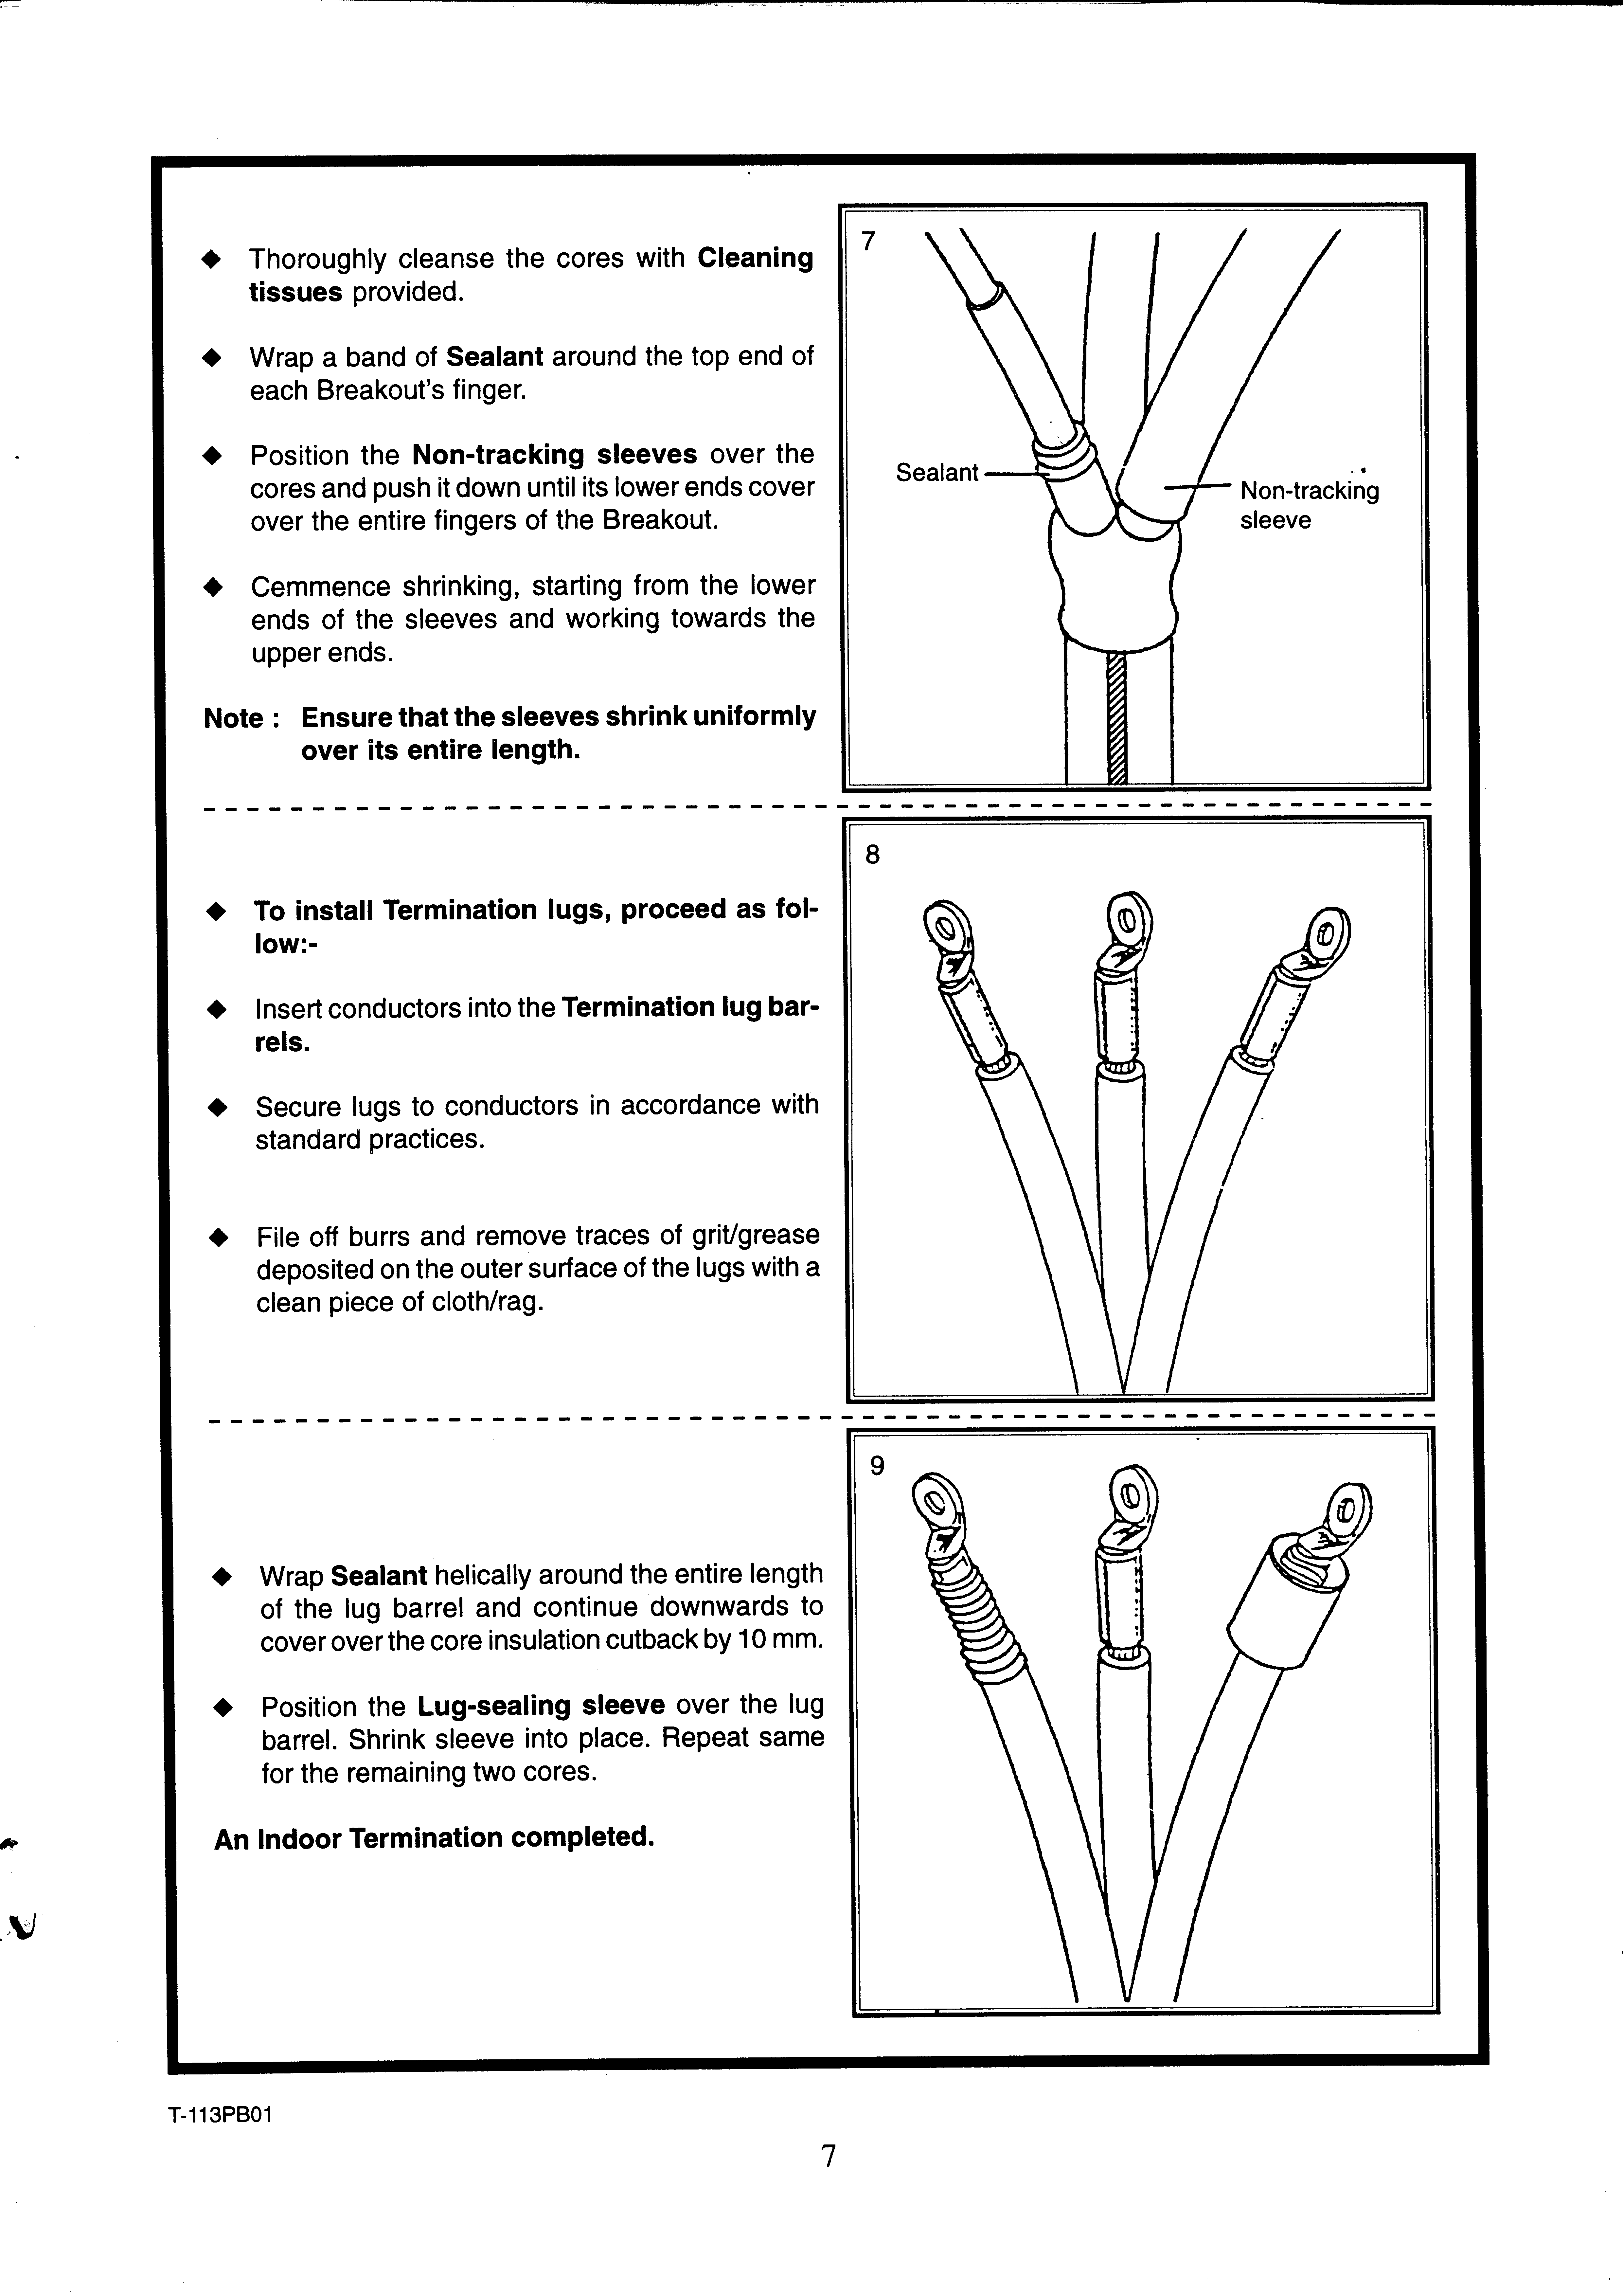 ◆ Thoroughly cleanse the cores with Cleaning
tissues provided.
◆ Wrap a band of Sealant around the top end of
each Breakout's finger.
◆ Position the Non-tracking sleeves over the
cores and push it down until its lower ends cover
over the entire fingers of the Breakout.
◆ Cemmence shrinking, starting from the lower
ends of the sleeves and working towards the
upper ends.
Note : Ensure that the sleeves shrink uniformly
over its entire length.
7
Sealant
Non-tracking
sleeve
◆ To install Termination lugs, proceed as fol-
low:-
◆ Insert conductors into the Termination lug bar-
rels.
◆ Secure lugs to conductors in accordance with
standard practices.
◆ File off burrs and remove traces of grit/grease
deposited on the outer surface of the lugs with a
clean piece of cloth/rag.
8
◆ Wrap Sealant helically around the entire length
of the lug barrel and continue downwards to
cover over the core insulation cutback by 10 mm.
◆ Position the Lug-sealing sleeve over the lug
barrel. Shrink sleeve into place. Repeat same
for the remaining two cores.
An Indoor Termination completed.
9
T-113PB01
7